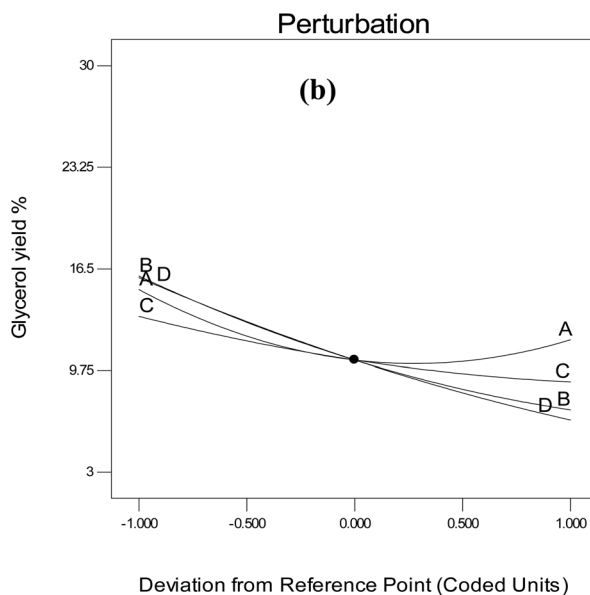 Perturbation
(b)
Glycerol yield %
30
23.25
16.5
9.75
3
B
D
A
C
A
C
D
B
-1.000
-0.500
0.000
0.500
1.000
Deviation from Reference Point (Coded Units)